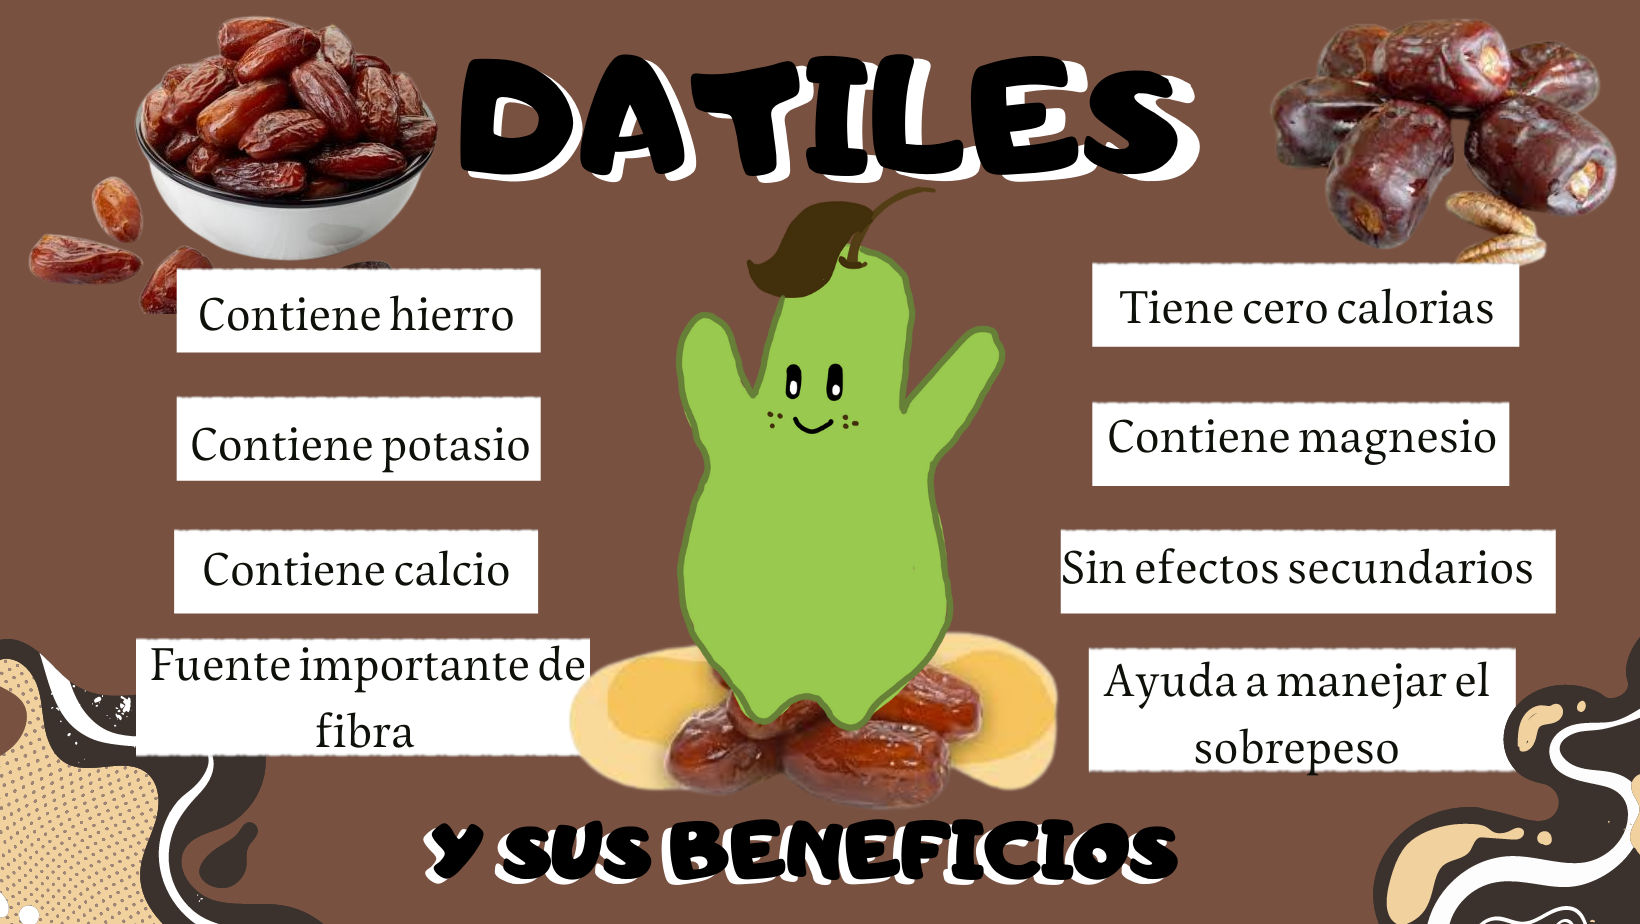 DATILES
Contiene hierro
Contiene potasio
Contiene calcio
Fuente importante de
fibra
Tiene cero calorias
Contiene magnesio
Sin efectos secundarios
Ayuda a manejar el
sobrepeso
Y SUS BENEFICIOS